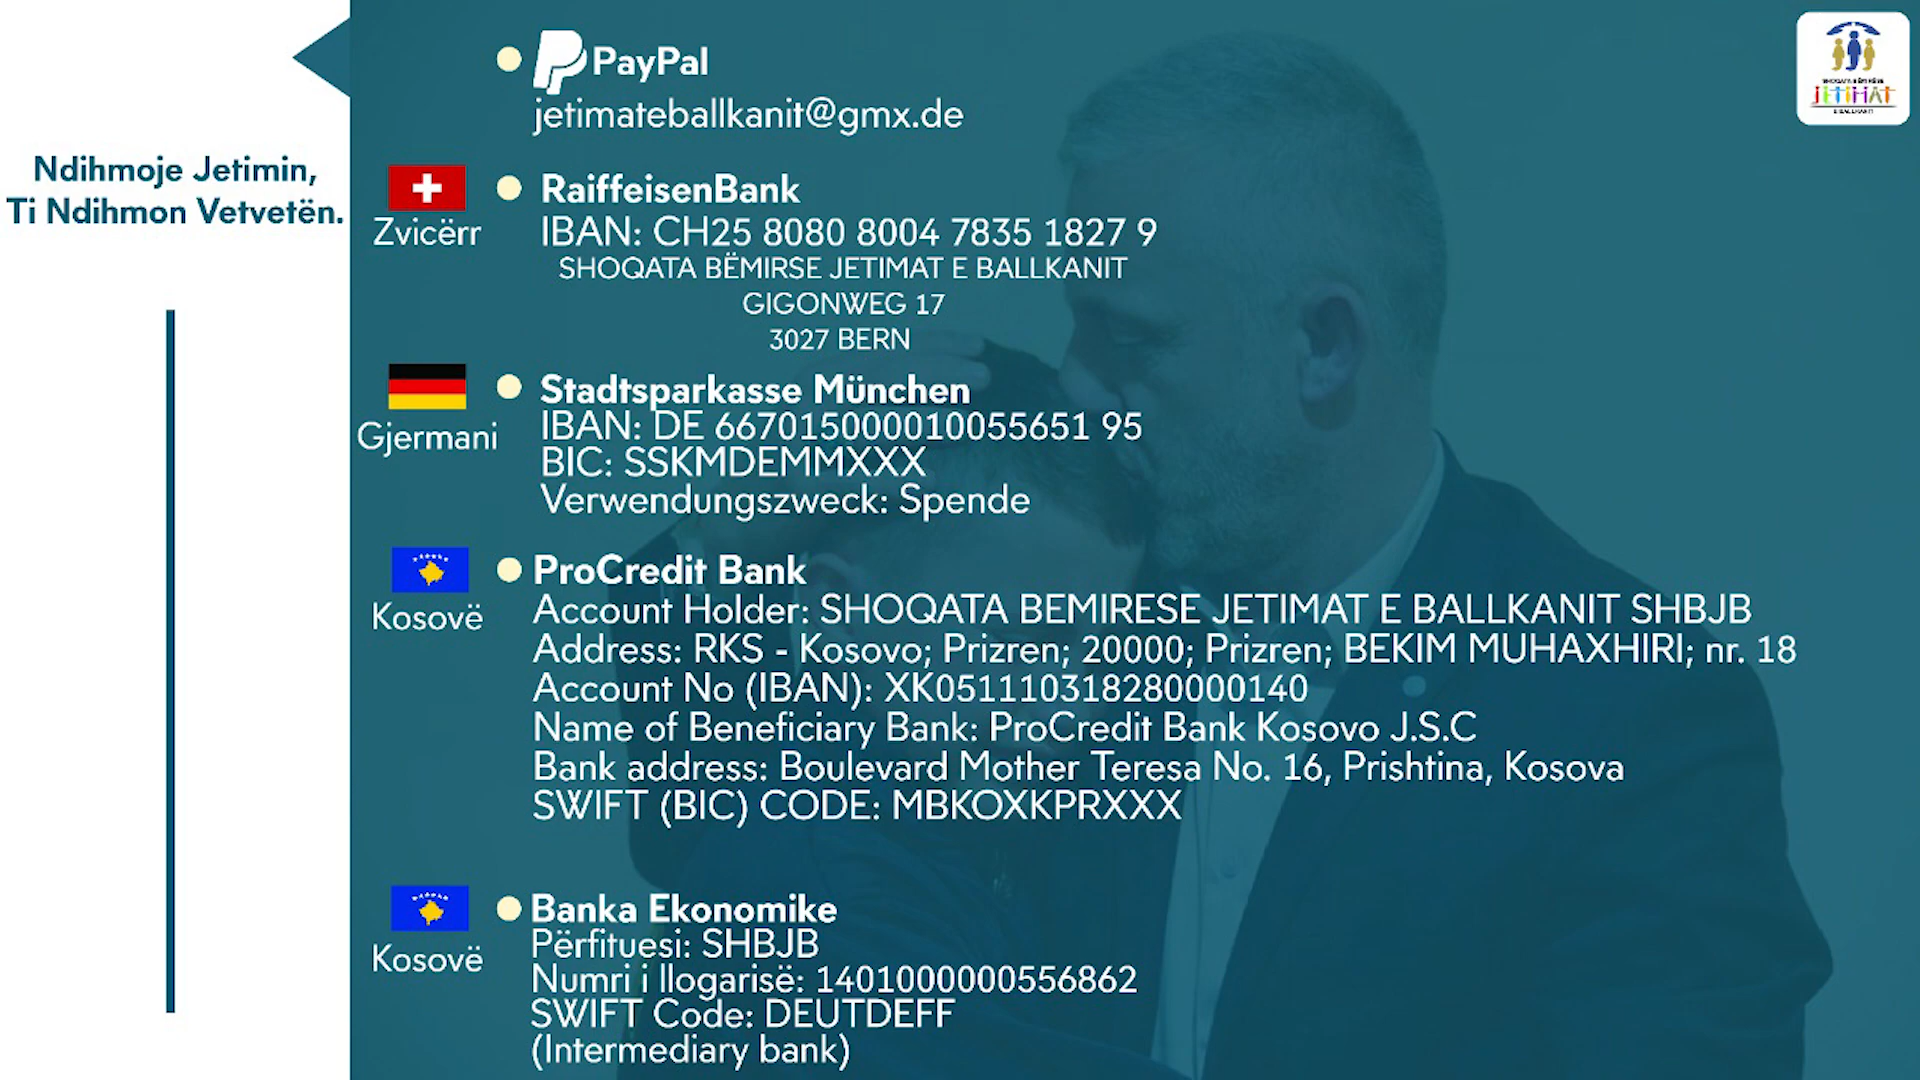 Ndihmoje Jetimin,
Ti Ndihmon Vetvetën.
PayPal
jetimateballkanit@gmx.de
Zvicërr
RaiffeisenBank
IBAN: CH25 8080 8004 7835 1827 9
SHOQATA BËMIRSE JETIMAT E BALLKANIT
GIGONWEG 17
3027 BERN
Gjermani
Stadtsparkasse München
IBAN: DE 667015000010055651 95
BIC: SSKMDEMMXXX
Verwendungszweck: Spende
Kosovë
ProCredit Bank
Account Holder: SHOQATA BEMIRESE JETIMAT E BALLKANIT SHBJB
Address: RKS - Kosovo; Prizren; 20000; Prizren; BEKIM MUHAXHIRI; nr. 18
Account No (IBAN): XK051110318280000140
Name of Beneficiary Bank: ProCredit Bank Kosovo J.S.C
Bank address: Boulevard Mother Teresa No. 16, Prishtina, Kosova
SWIFT (BIC) CODE: MBKOXKPRXXX
Kosovë
Banka Ekonomike
Përfituesi: SHBJB
Numri i llogarisë: 1401000000556862
SWIFT Code: DEUTDEFF
(Intermediary bank)
JETIMAT